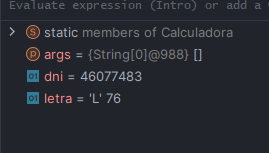 Evaluate expression (Intro) or add a
static members of Calculadora
args = {String[0]@988} []
dni = 46077483
letra = 'L' 76